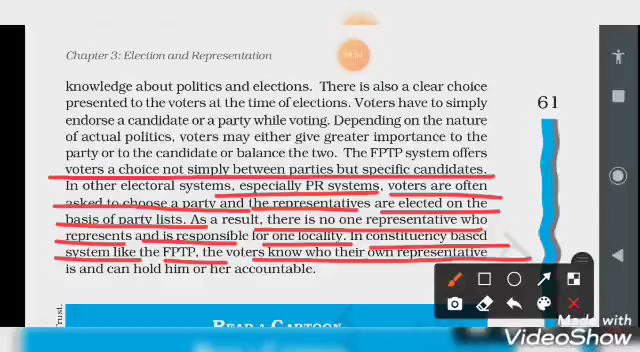 Chapter 3: Election and Representation
knowledge about politics and elections. There is also a clear choice
61
presented to the voters at the time of elections. Voters have to simply
endorse a candidate or a party while voting. Depending on the nature
of actual politics, voters may either give greater importance to the
party or to the candidate or balance the two. The FPTP system offers
voters a choice not simply between parties but specific candidates.
In other electoral systems, especially PR systems, voters are often
asked to choose a party and the representatives are elected on the
basis of party lists. As a result, there is no one representative who
represents and is responsible for one locality. In constituency based
system like the FPTP, the voters know who their own representative
is and can hold him or her accountable.
READ A CARTOON
Made with
VideoShow